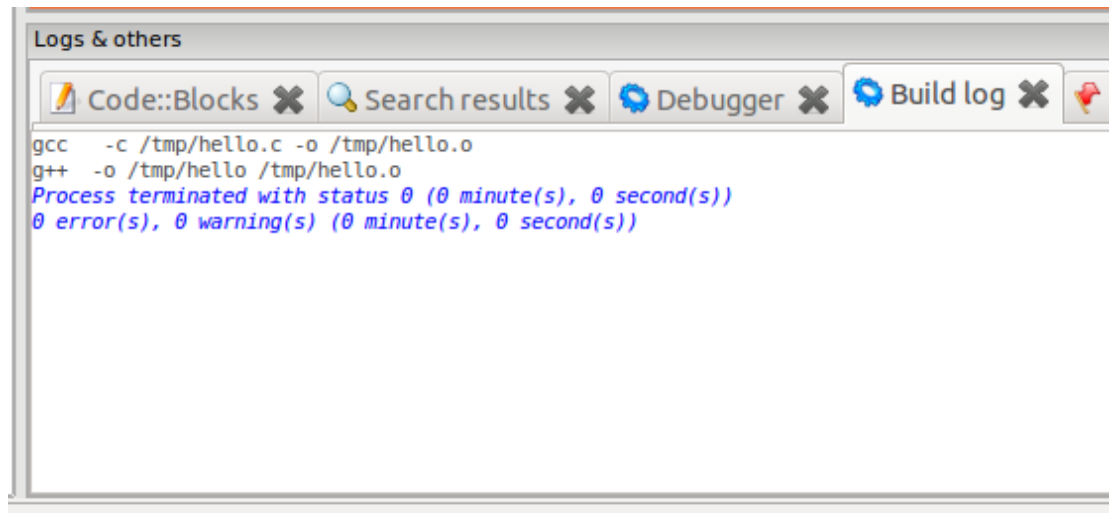 Logs & others
Code::Blocks Search results Debugger Build log
gcc   -c /tmp/hello.c -o /tmp/hello.o
g++  -o /tmp/hello /tmp/hello.o
Process terminated with status 0 (0 minute(s), 0 second(s))
0 error(s), 0 warning(s) (0 minute(s), 0 second(s))